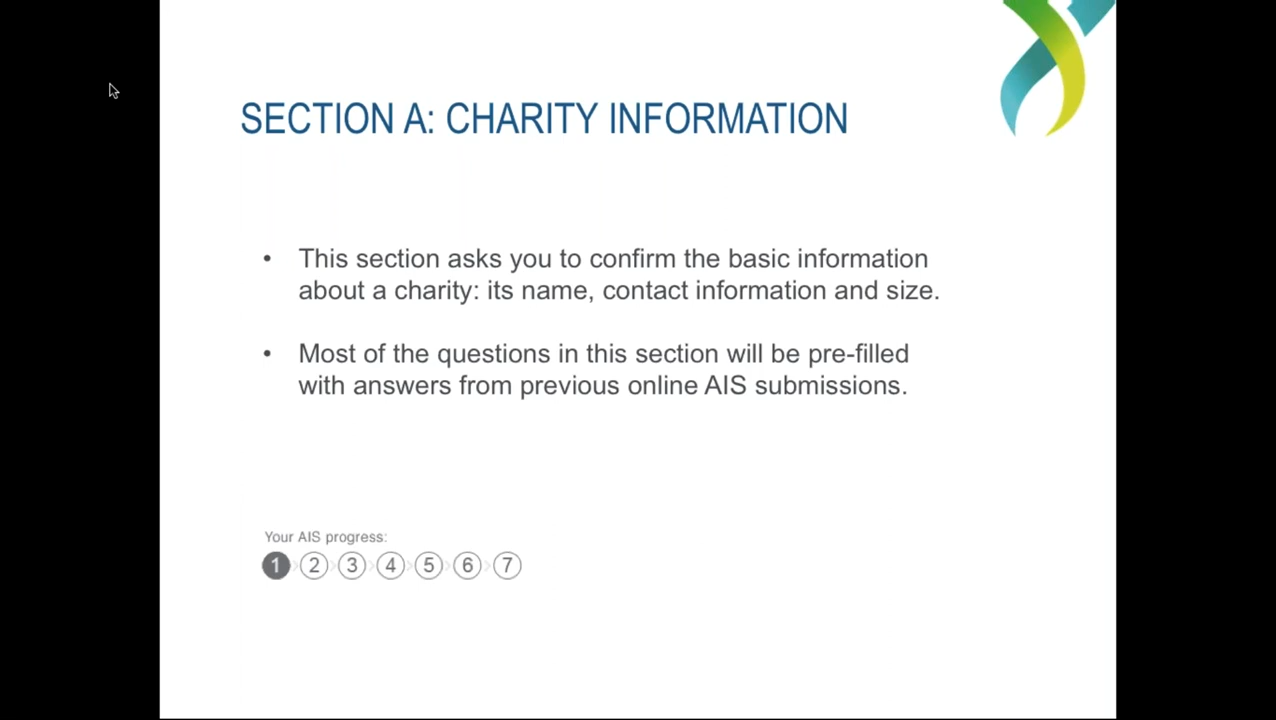 SECTION A: CHARITY INFORMATION
• This section asks you to confirm the basic information
about a charity: its name, contact information and size.
• Most of the questions in this section will be pre-filled
with answers from previous online AIS submissions.
Your AIS progress:
1 2 3 4 5 6 7